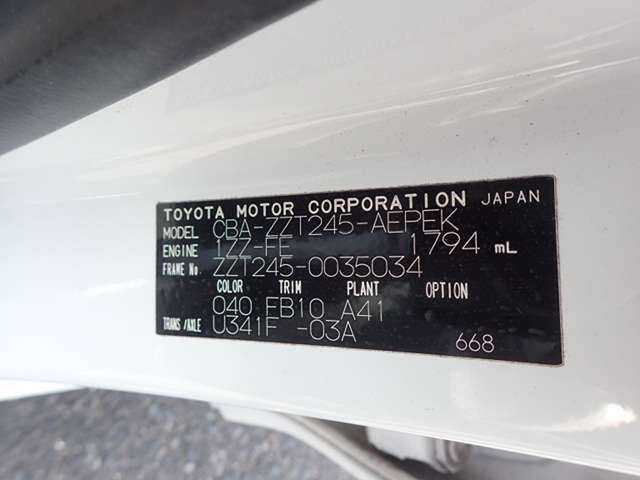 TOYOTA MOTOR CORPORATION JAPAN
MODEL CBA-ZZT245-AEPEK
ENGINE 1ZZ-FE 1794 mL
FRAME No. ZZT245-0035034
COLOR TRIM PLANT OPTION
040 FB10 A41
TRANS/AXLE U341F -03A
668